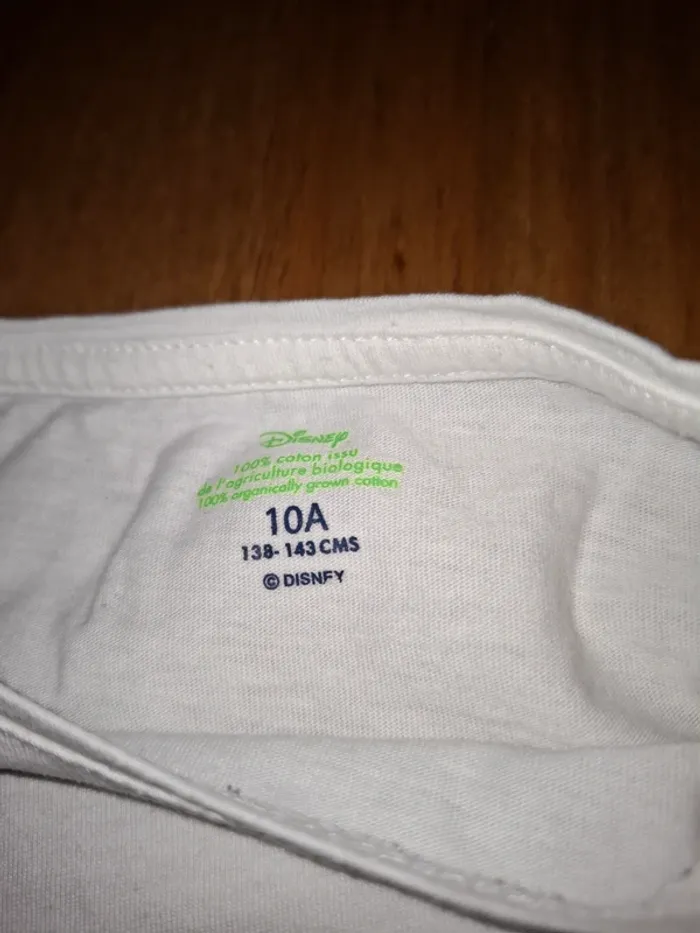 Disney
100% coton issu
de l'agriculture biologique
100% organically grown cotton
10A
138-143 CMS
© DISNEY